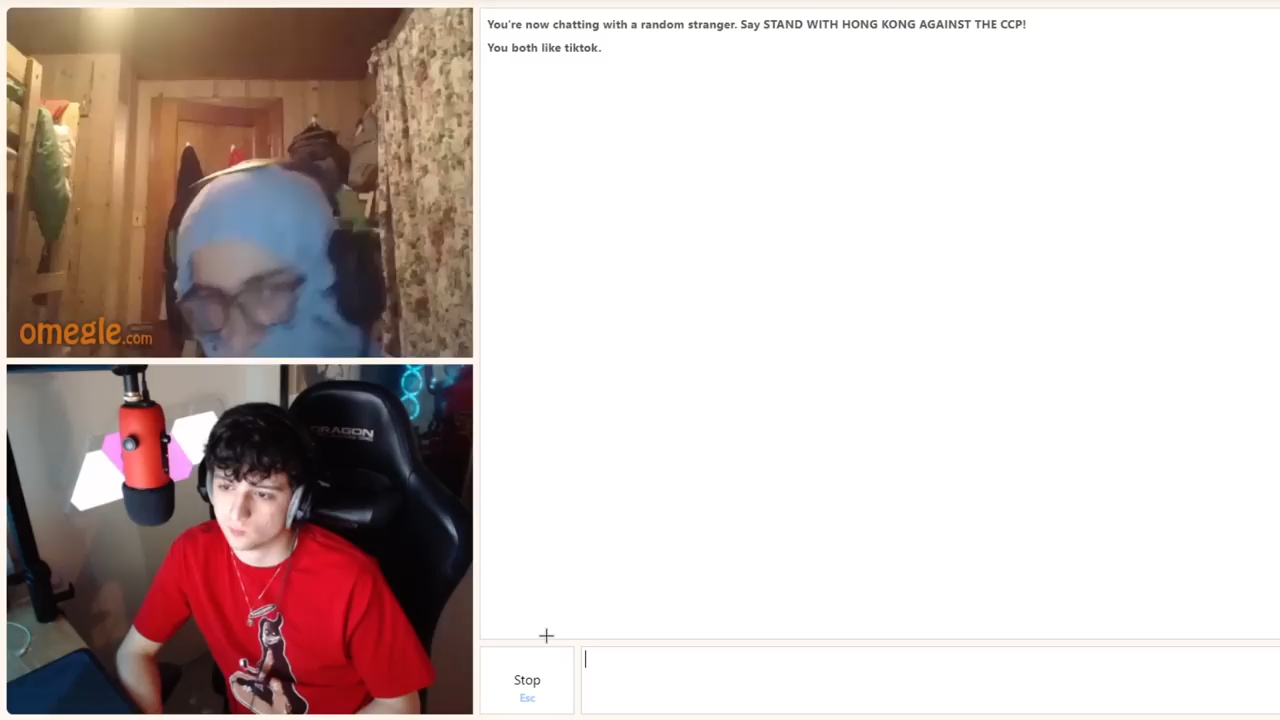 You're now chatting with a random stranger. Say STAND WITH HONG KONG AGAINST THE CCP!
You both like tiktok.
omegle.com
DRAGON
Stop
Esc